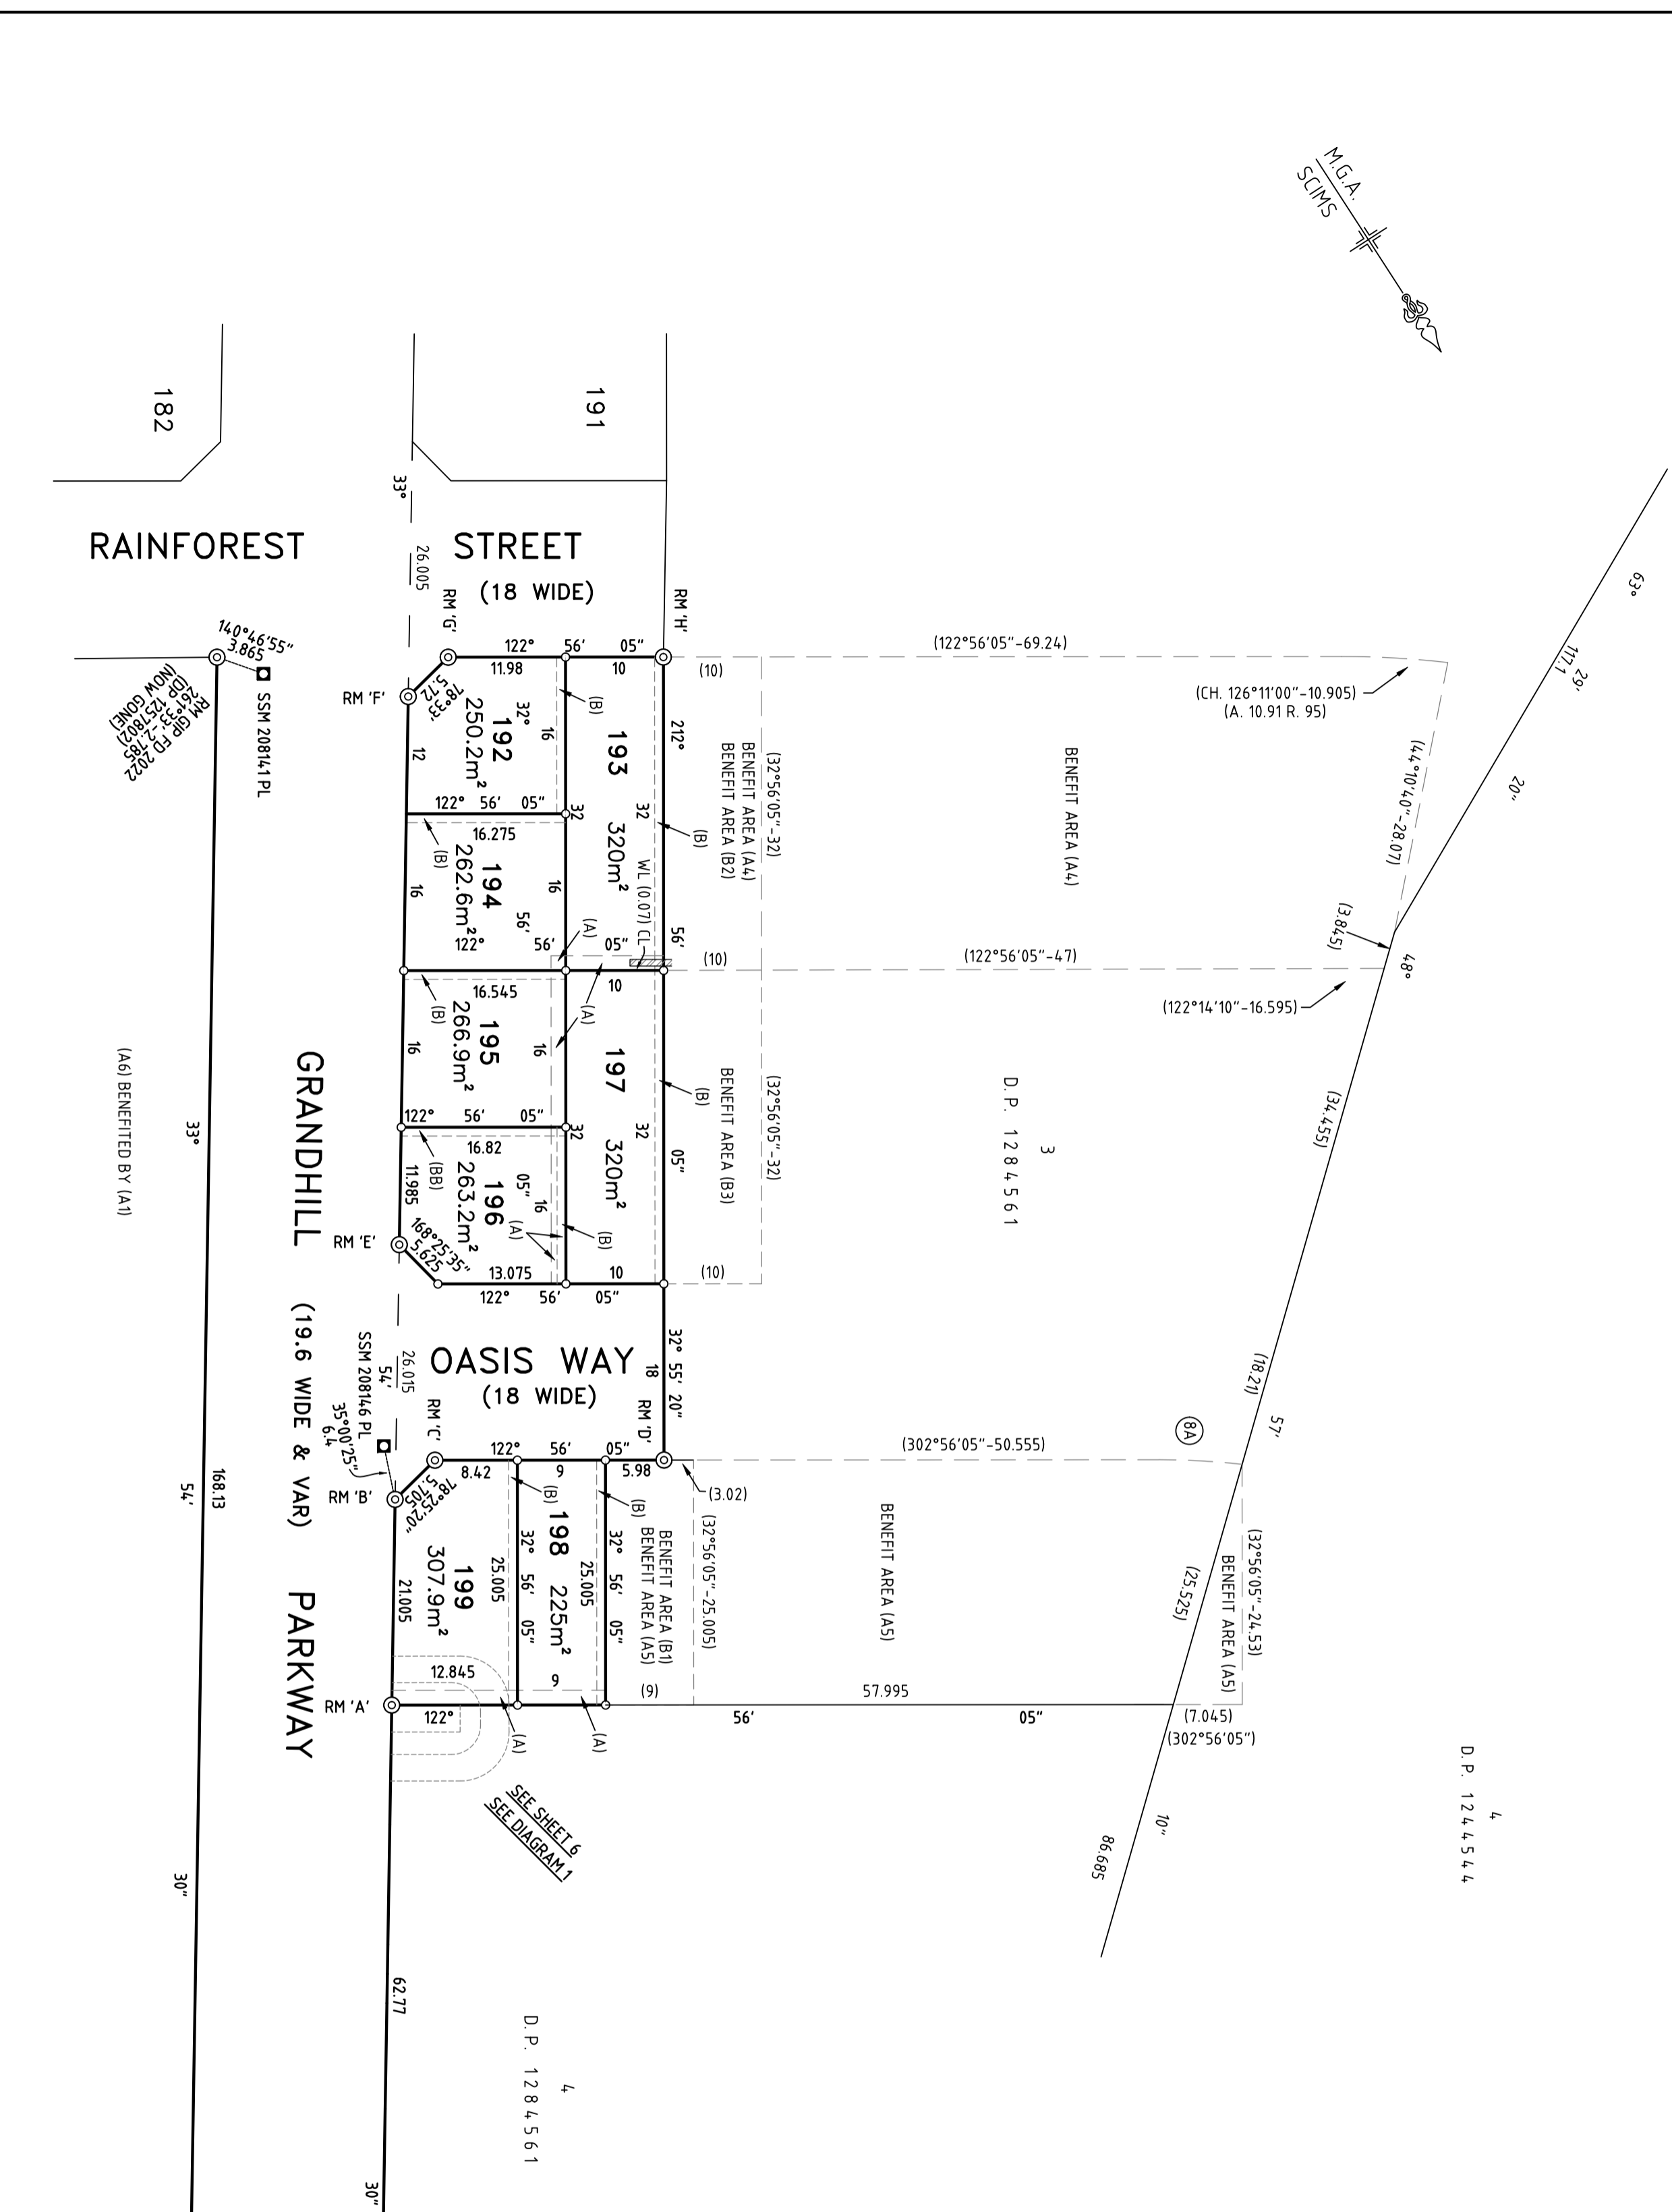 M.G.A.
SCIMS
182
191
33°
RAINFOREST STREET
(18 WIDE)
26.005
RM 'G'
RM 'H'
140°46'55"
3.865
SSM 208141 PL
RM GIP FD 2022
261°33'-2.785
(DP 1257802)
(NOW GONE)
122° 56' 05"
11.98
10
(10)
(122°56'05"-69.24)
(CH. 126°11'00"-10.905)
(A. 10.91 R. 95)
63°
117.1
29'
20"
RM 'F'
78°33'
5.72
12
192
250.2m²
32°
16
(B)
193
320m²
32
32
212°
(B)
BENEFIT AREA (A4)
BENEFIT AREA (B2)
(32°56'05"-32)
BENEFIT AREA (A4)
(44°10'40"-28.07)
122° 56' 05"
16.275
(B)
194
262.6m²
16
16
56'
WL (0.07) CL
(A)
122° 56' 05"
56'
(10)
(122°56'05"-47)
(3.845)
48°
(122°14'10"-16.595)
16.545
10
(B)
195
266.9m²
16
16
(A)
197
320m²
32
32
(B)
BENEFIT AREA (B3)
(32°56'05"-32)
D.P. 1284561
3
(34.455)
122° 56' 05"
16.82
(BB)
196
263.2m²
11.985
05"
16
(A)
(B)
05"
RM 'E'
168°25'35"
5.625
13.075
10
(10)
122° 56' 05"
GRANDHILL (19.6 WIDE & VAR) PARKWAY
(A6) BENEFITED BY (A1)
33°
54'
168.13
30"
SSM 208146 PL
54'
26.015
OASIS WAY
(18 WIDE)
18
32° 55' 20"
RM 'C'
RM 'D'
35°00'25"
6.4
RM 'B'
78°25'20"
5.705
122° 56' 05"
8.42
9
5.98
(3.02)
(302°56'05"-50.555)
8A
(18.21)
57'
199
307.9m²
21.005
25.005
(B)
198
225m²
32° 56' 05"
25.005
(B)
32° 56' 05"
BENEFIT AREA (B1)
BENEFIT AREA (A5)
(32°56'05"-25.005)
BENEFIT AREA (A5)
(25.525)
BENEFIT AREA (A5)
(32°56'05"-24.53)
RM 'A'
12.845
9
(9)
57.995
122° 56' 05"
(7.045)
(302°56'05")
(A)
(A)
SEE SHEET 6
SEE DIAGRAM 1
10"
86.685
4
D.P. 1244544
62.77
30"
4
D.P. 1284561